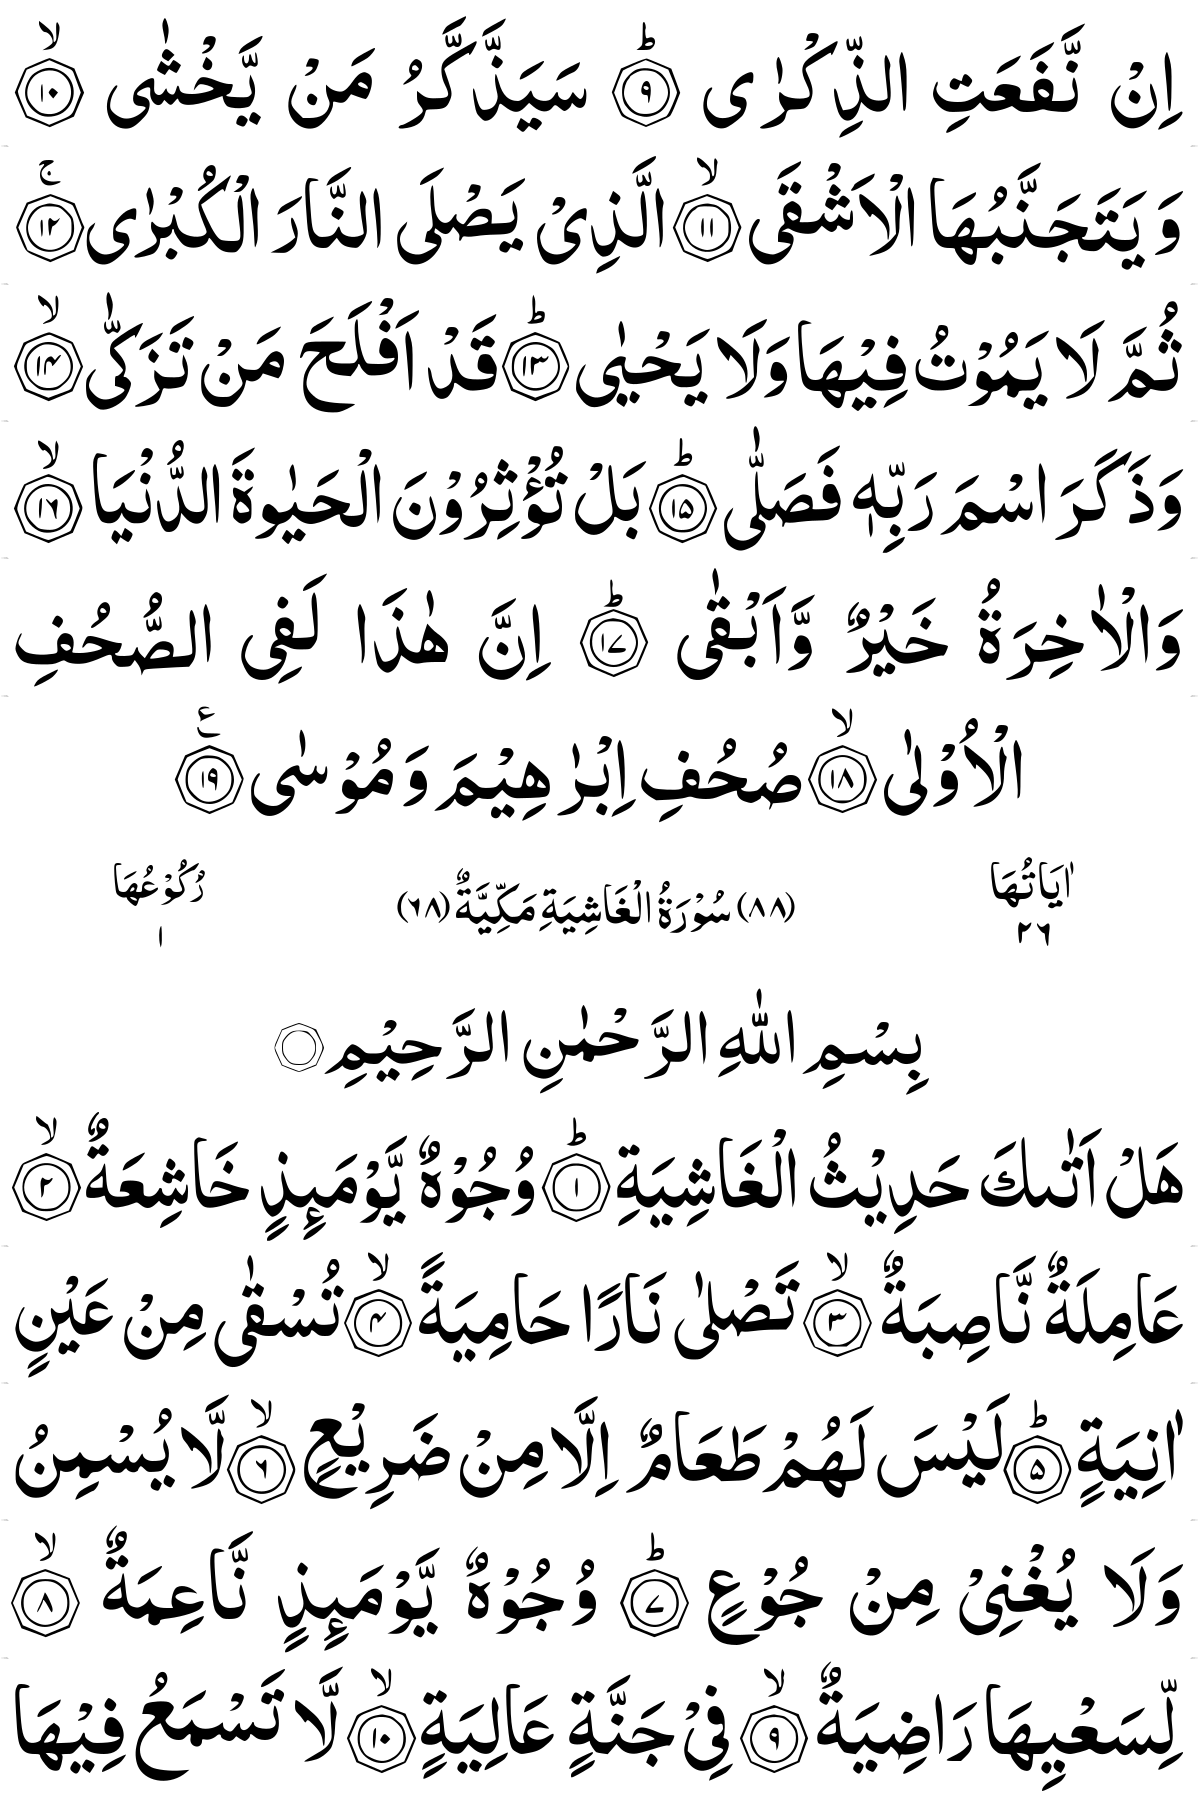 اِنْ نَّفَعَتِ الذِّكْرٰى ؕ ۹ سَيَذَّكَّرُ مَنْ يَّخْشٰى ۙ ۱۰
وَيَتَجَنَّبُهَا الْاَشْقَى ۙ ۱۱ الَّذِىْ يَصْلَى النَّارَ الْكُبْرٰى ۚ ۱۲
ثُمَّ لَا يَمُوْتُ فِيْهَا وَلَا يَحْيٰى ؕ ۱۳ قَدْ اَفْلَحَ مَنْ تَزَكّٰى ۙ ۱۴
وَذَكَرَ اسْمَ رَبِّهٖ فَصَلّٰى ؕ ۱۵ بَلْ تُؤْثِرُوْنَ الْحَيٰوةَ الدُّنْيَا ۙ ۱۶
وَالْاٰخِرَةُ خَيْرٌ وَّاَبْقٰى ؕ ۱۷ اِنَّ هٰذَا لَفِى الصُّحُفِ
الْاُوْلٰى ۙ ۱۸ صُحُفِ اِبْرٰهِيْمَ وَمُوْسٰى ع ۱۹
اٰيَاتُهَا ۲۶ (۸۸) سُوْرَةُ الْغَاشِيَةِ مَكِّيَّةٌ (۶۸) رُكُوْعُهَا ۱
بِسْمِ اللّٰهِ الرَّحْمٰنِ الرَّحِيْمِ
هَلْ اَتٰىكَ حَدِيْثُ الْغَاشِيَةِ ؕ ۱ وُجُوْهٌ يَّوْمَٮِٕذٍ خَاشِعَةٌ ۙ ۲
عَامِلَةٌ نَّاصِبَةٌ ۙ ۳ تَصْلٰى نَارًا حَامِيَةً ۙ ۴ تُسْقٰى مِنْ عَيْنٍ
اٰنِيَةٍ ؕ ۵ لَيْسَ لَهُمْ طَعَامٌ اِلَّا مِنْ ضَرِيْعٍ ۙ ۶ لَّا يُسْمِنُ
وَلَا يُغْنِىْ مِنْ جُوْعٍ ؕ ۷ وُجُوْهٌ يَّوْمَٮِٕذٍ نَّاعِمَةٌ ۙ ۸
لِّسَعْيِهَا رَاضِيَةٌ ۙ ۹ فِىْ جَنَّةٍ عَالِيَةٍ ۙ ۱۰ لَّا تَسْمَعُ فِيْهَا